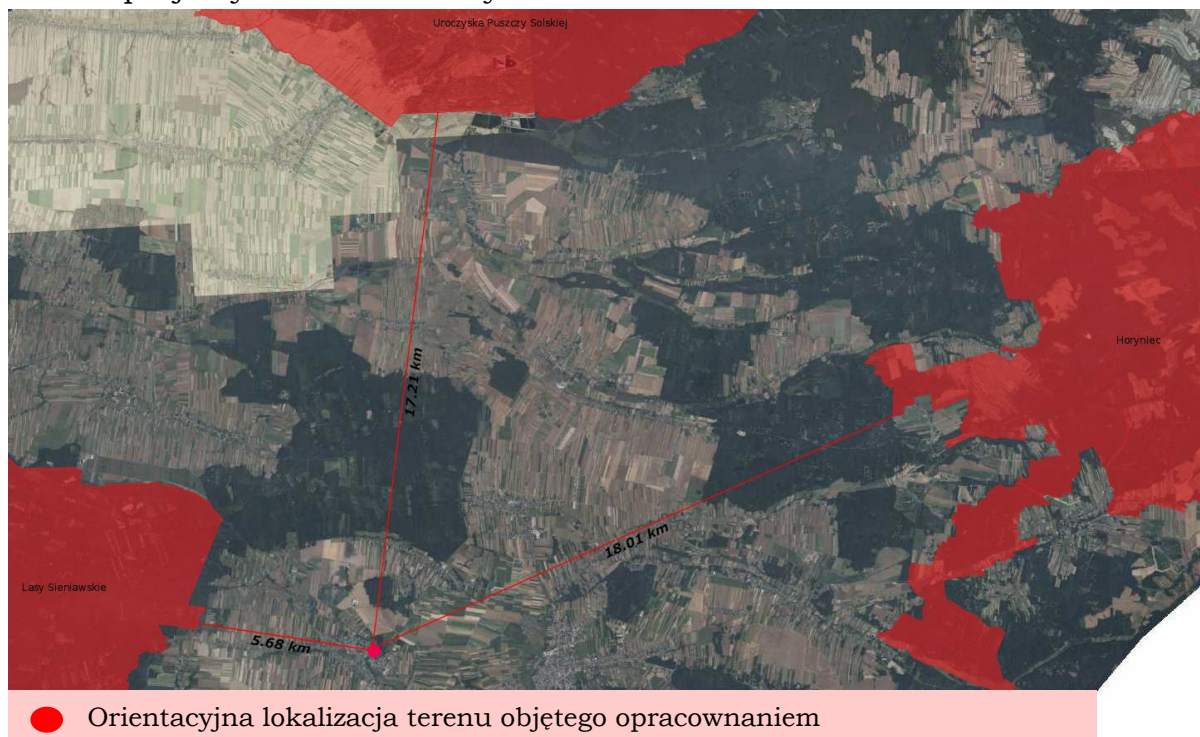 Uroczyska Puszczy Solskiej
17.21 km
Horyniec
18.01 km
Lasy Sieniawskie
5.68 km
Orientacyjna lokalizacja terenu objętego opracownaniem